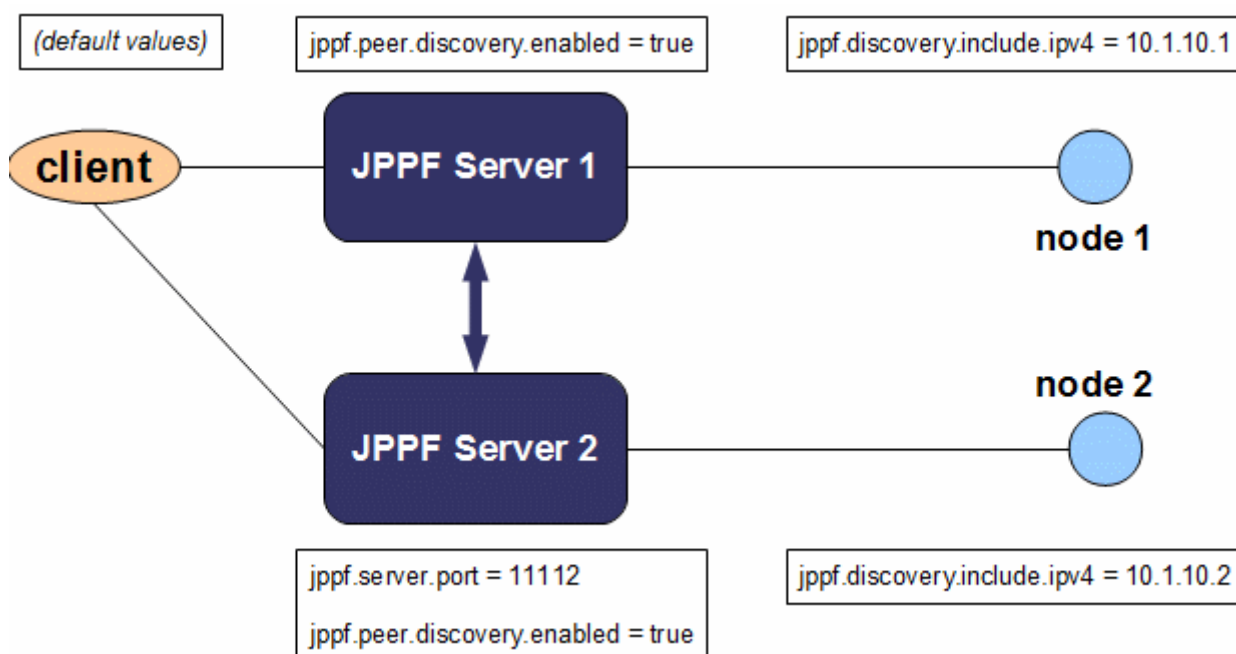 (default values)
jppf.peer.discovery.enabled = true
jppf.discovery.include.ipv4 = 10.1.10.1
client
JPPF Server 1
node 1
node 2
JPPF Server 2
jppf.server.port = 11112
jppf.peer.discovery.enabled = true
jppf.discovery.include.ipv4 = 10.1.10.2